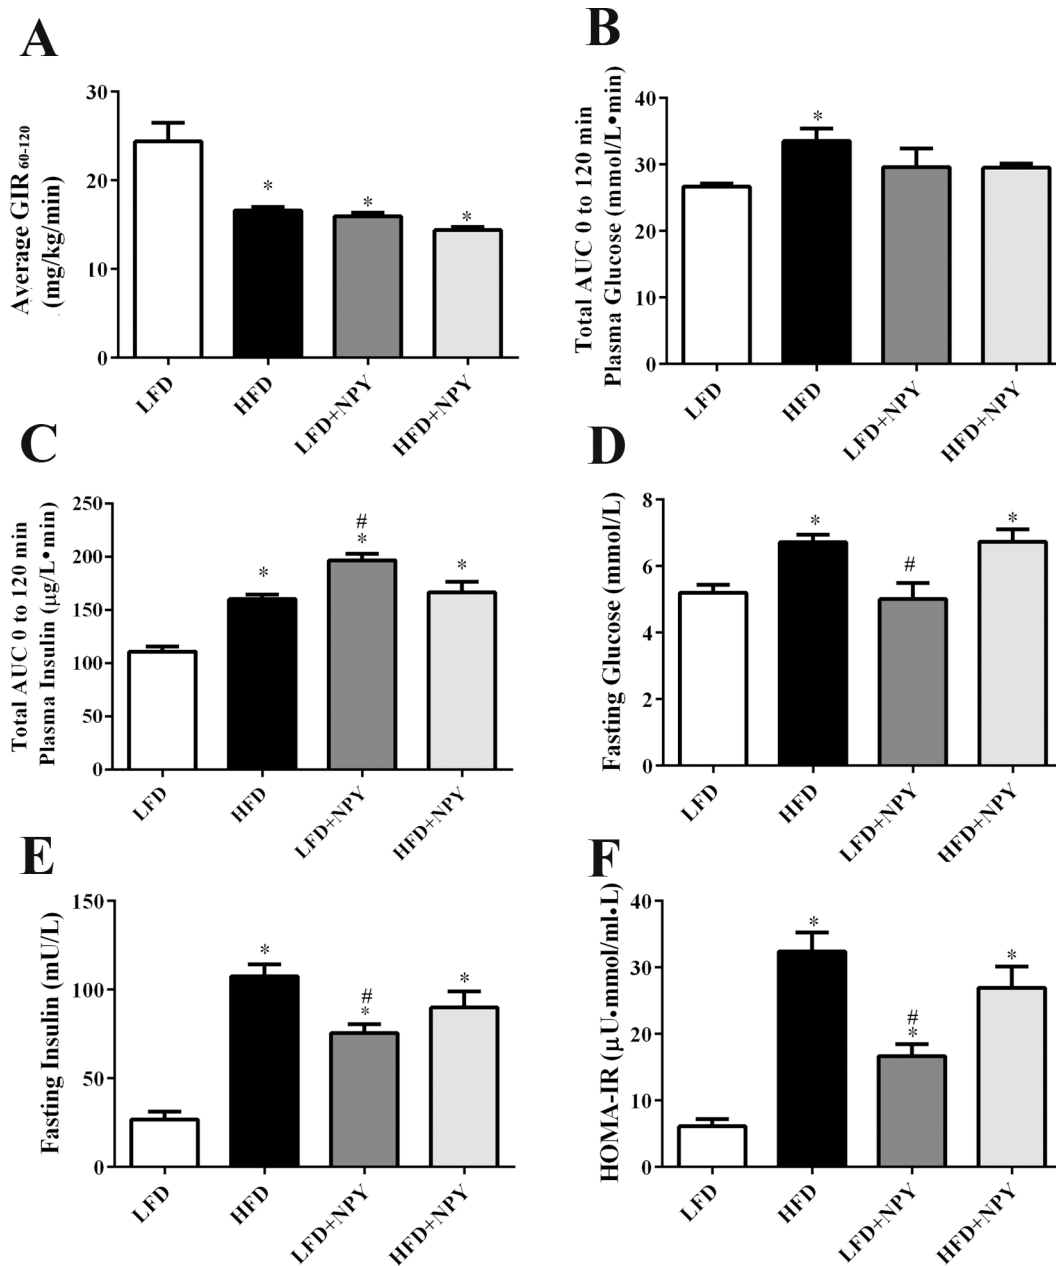 A
Average GIR 60-120
(mg/kg/min)
30
20
10
0
*
*
*
LFD
HFD
LFD+NPY
HFD+NPY
B
Total AUC 0 to 120 min
Plasma Glucose (mmol/L•min)
40
30
20
10
0
*
LFD
HFD
LFD+NPY
HFD+NPY
C
Total AUC 0 to 120 min
Plasma Insulin (μg/L•min)
250
200
150
100
50
0
*
#
*
*
LFD
HFD
LFD+NPY
HFD+NPY
D
Fasting Glucose (mmol/L)
8
6
4
2
0
*
#
*
LFD
HFD
LFD+NPY
HFD+NPY
E
Fasting Insulin (mU/L)
150
100
50
0
*
#
*
*
LFD
HFD
LFD+NPY
HFD+NPY
F
HOMA-IR (μU•mmol/ml•L)
40
30
20
10
0
*
#
*
*
LFD
HFD
LFD+NPY
HFD+NPY